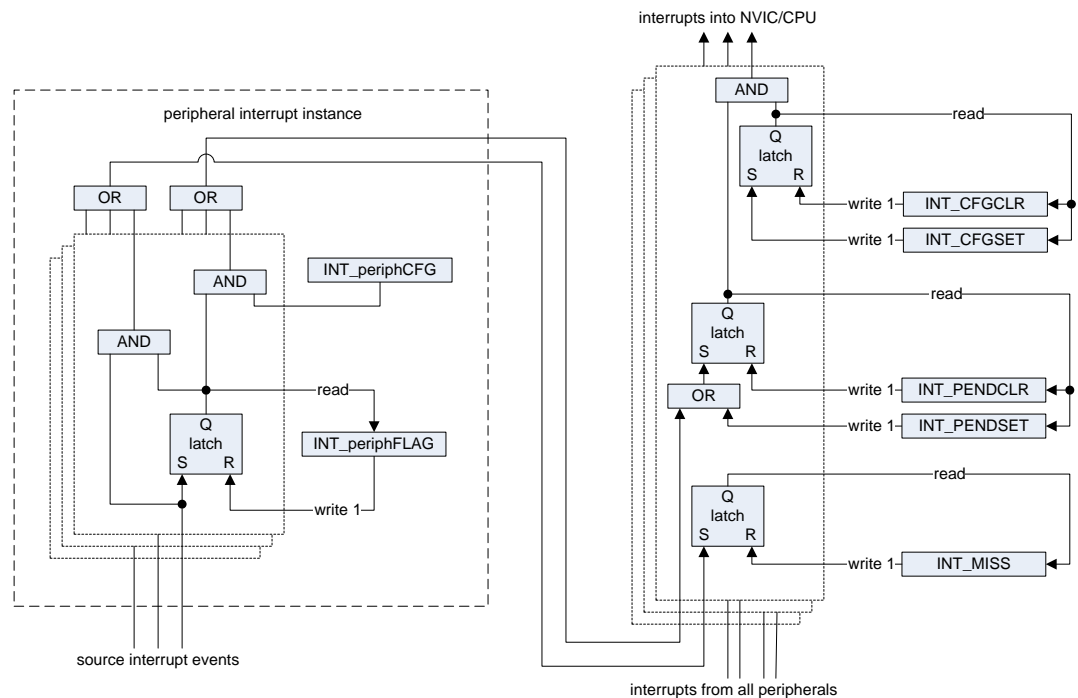 interrupts into NVIC/CPU
peripheral interrupt instance
OR
OR
AND
INT_periphCFG
AND
read
Q
latch
S R
INT_periphFLAG
write 1
source interrupt events
AND
read
Q
latch
S R
write 1
INT_CFGCLR
write 1
INT_CFGSET
read
Q
latch
S R
OR
write 1
INT_PENDCLR
write 1
INT_PENDSET
read
Q
latch
S R
write 1
INT_MISS
interrupts from all peripherals